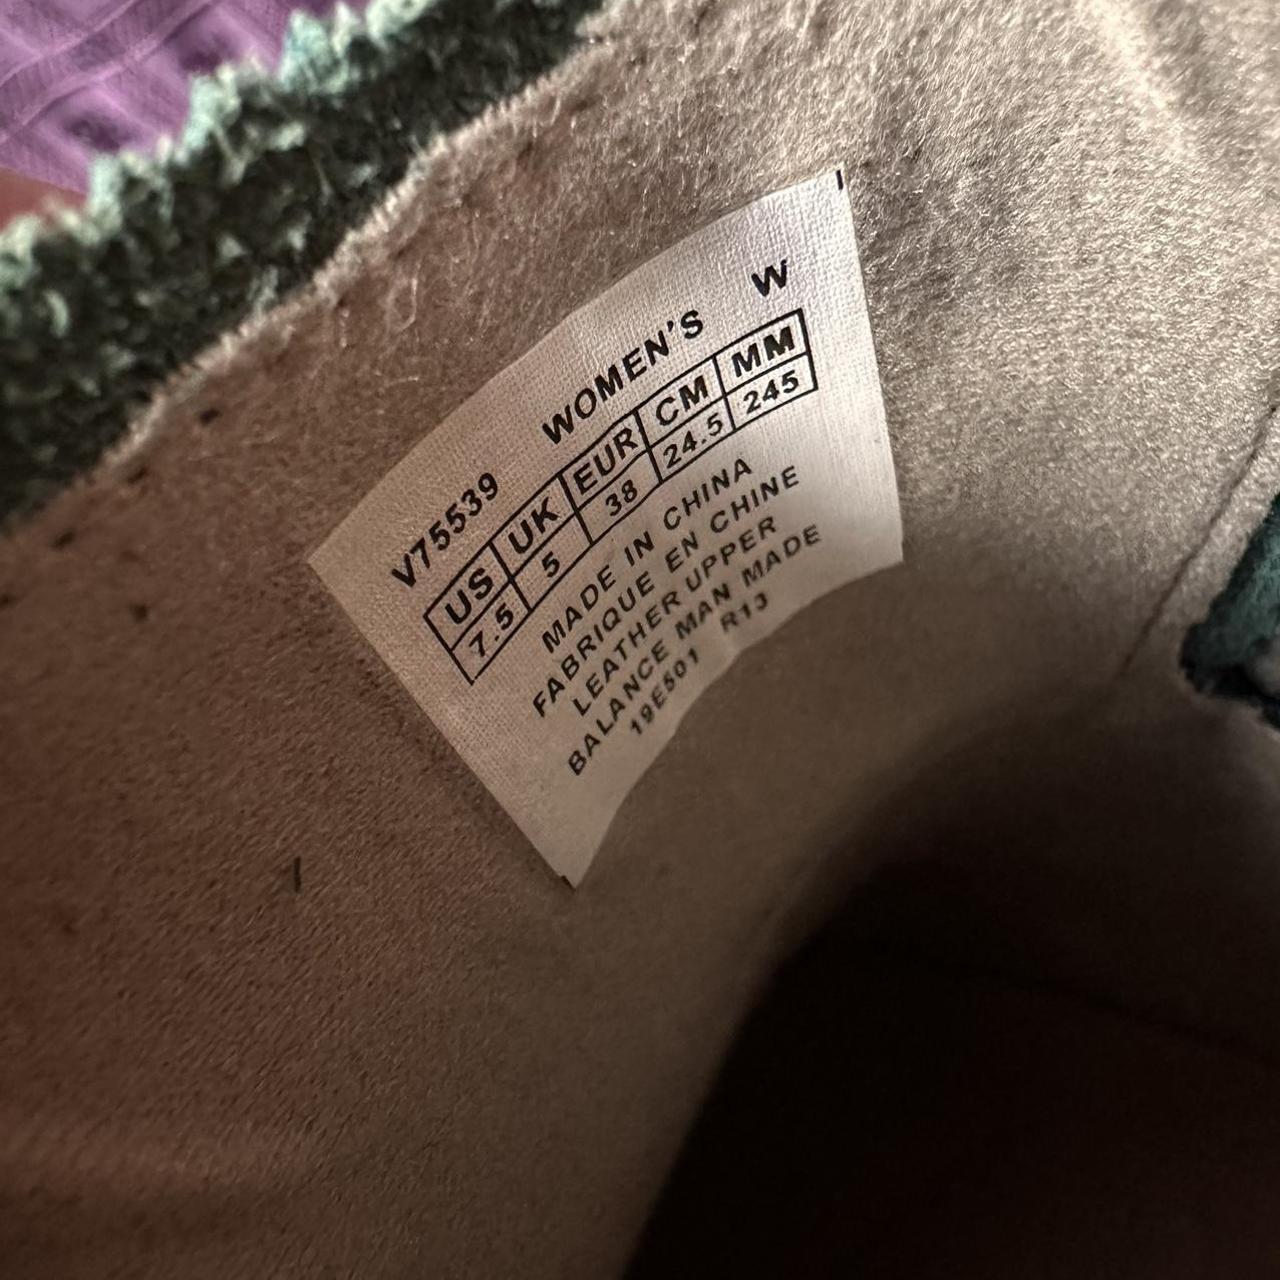 V75539 WOMEN'S W
US UK EUR CM MM
7.5 5 38 24.5 245
MADE IN CHINA
FABRIQUE EN CHINE
LEATHER UPPER
BALANCE MAN MADE
19E501 R13